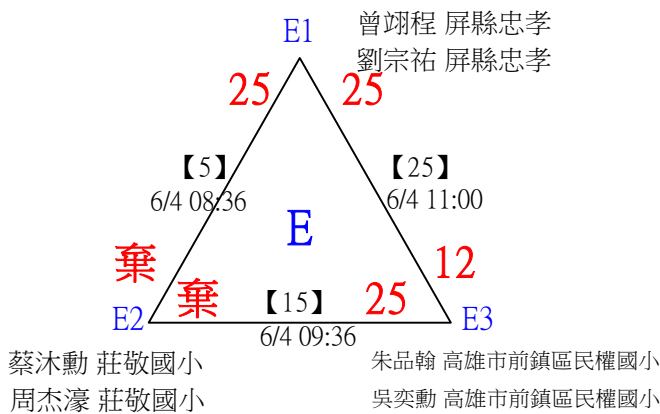 E1
曾翊程 屏縣忠孝
劉宗祐 屏縣忠孝
25
25
【5】
6/4 08:36
【25】
6/4 11:00
E
棄
12
棄
【15】
25
E2
6/4 09:36
E3
蔡沐勳 莊敬國小
周杰濠 莊敬國小
朱品翰 高雄市前鎮區民權國小
吳奕勳 高雄市前鎮區民權國小